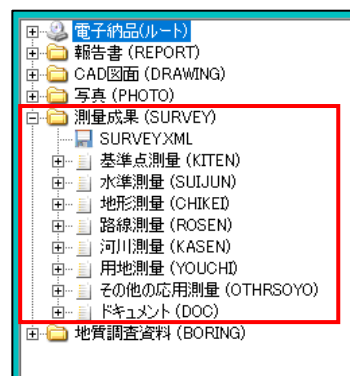 電子納品(ルート)
報告書 (REPORT)
CAD図面 (DRAWING)
写真 (PHOTO)
測量成果 (SURVEY)
SURVEY.XML
基準点測量 (KITEN)
水準測量 (SUIJUN)
地形測量 (CHIKEI)
路線測量 (ROSEN)
河川測量 (KASEN)
用地測量 (YOUCHI)
その他の応用測量 (OTHRSOYO)
ドキュメント (DOC)
地質調査資料 (BORING)